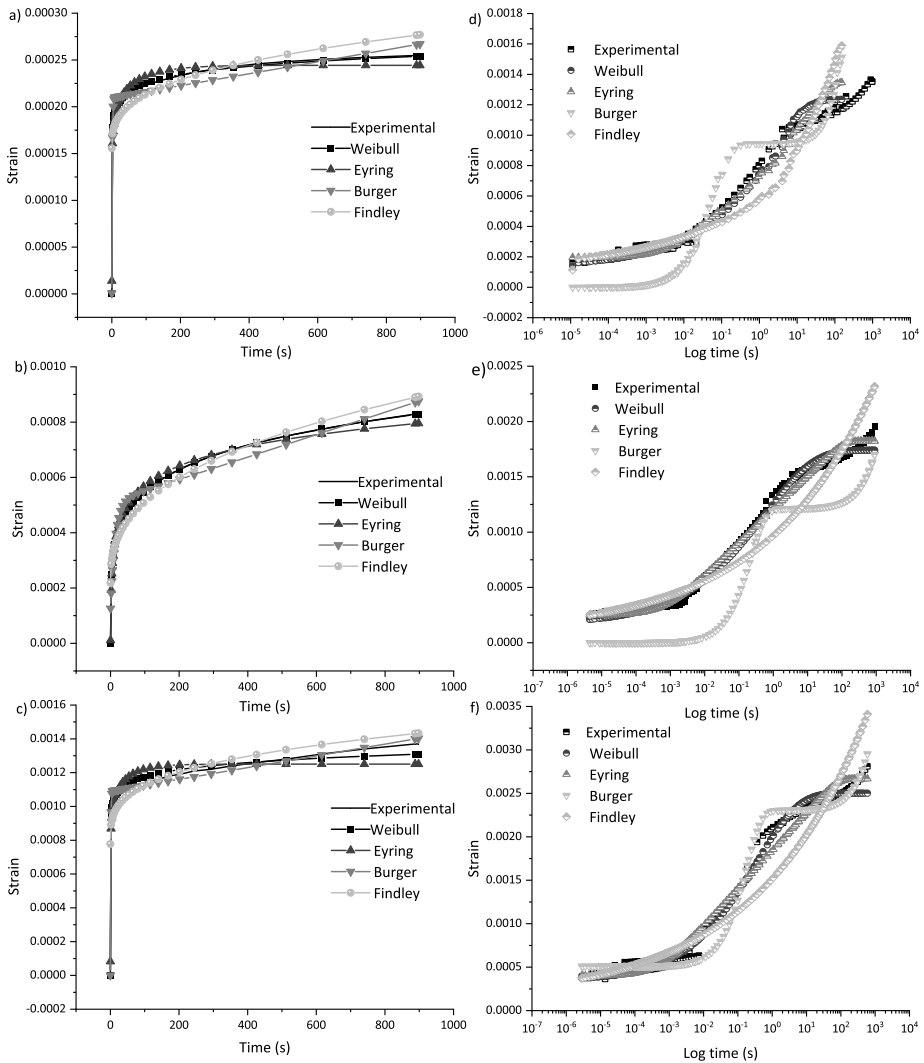 a)
0.00030
0.00025
0.00020
0.00015
0.00010
0.00005
0.00000
Strain
Experimental
Weibull
Eyring
Burger
Findley
0 200 400 600 800 1000
Time (s)
d)
0.0018
0.0016
0.0014
0.0012
0.0010
0.0008
0.0006
0.0004
0.0002
0.0000
-0.0002
Strain
Experimental
Weibull
Eyring
Burger
Findley
10-6 10-5 10-4 10-3 10-2 10-1 100 101 102 103 104
Log time (s)
b)
0.0010
0.0008
0.0006
0.0004
0.0002
0.0000
Strain
Experimental
Weibull
Eyring
Burger
Findley
0 200 400 600 800 1000
Time (s)
e)
0.0025
0.0020
0.0015
0.0010
0.0005
0.0000
Strain
Experimental
Weibull
Eyring
Burger
Findley
10-7 10-6 10-5 10-4 10-3 10-2 10-1 100 101 102 103 104
Log time (s)
c)
0.0016
0.0014
0.0012
0.0010
0.0008
0.0006
0.0004
0.0002
0.0000
-0.0002
Strain
Experimental
Weibull
Eyring
Burger
Findley
0 200 400 600 800 1000
Time (s)
f)
0.0035
0.0030
0.0025
0.0020
0.0015
0.0010
0.0005
0.0000
Strain
Experimental
Weibull
Eyring
Burger
Findley
10-7 10-6 10-5 10-4 10-3 10-2 10-1 100 101 102 103 104
Log time (s)